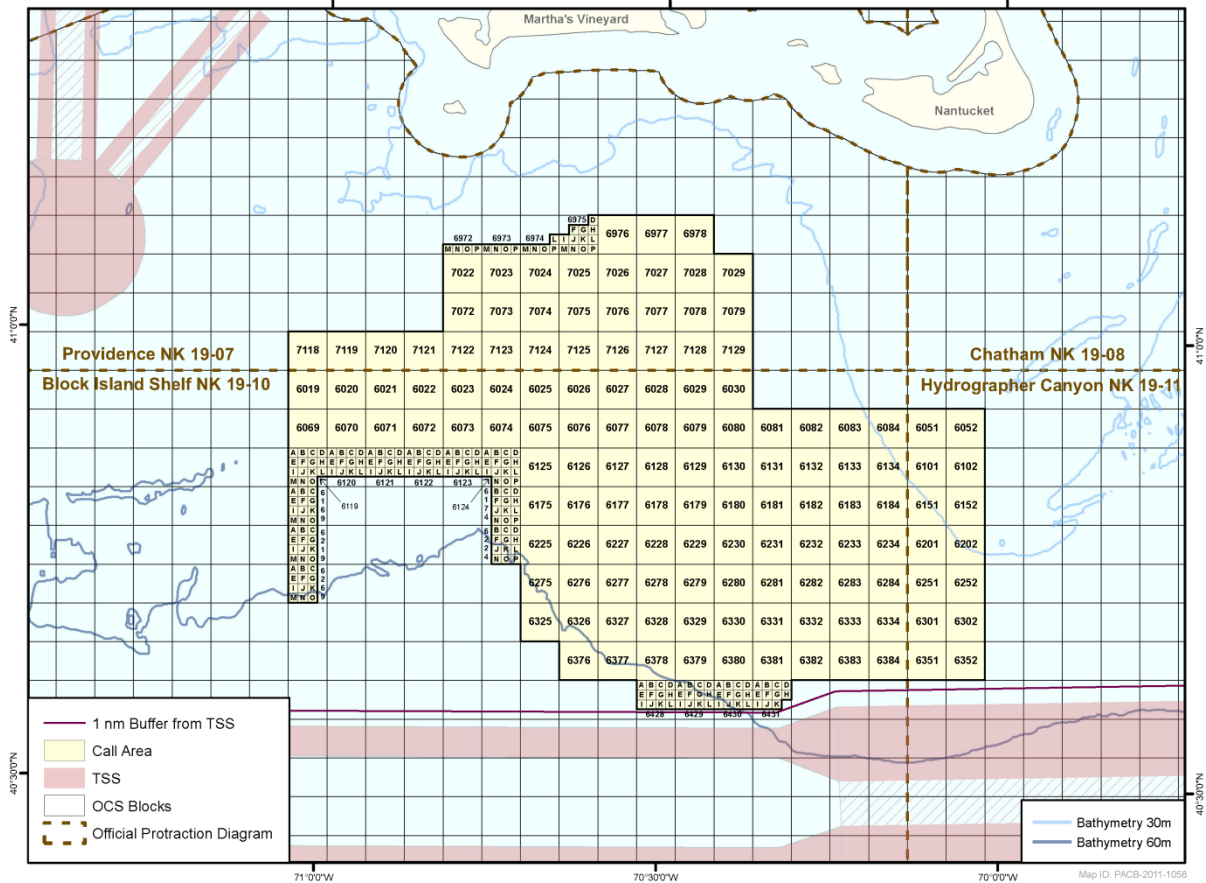 Martha's Vineyard
Nantucket
6975 D
F G H
6972 6973 6974 L I J K L
M N O P M N O P M N O P M N O P
6976 6977 6978
7022 7023 7024 7025 7026 7027 7028 7029
7072 7073 7074 7075 7076 7077 7078 7079
41°0'0"N
41°0'0"N
7118 7119 7120 7121 7122 7123 7124 7125 7126 7127 7128 7129
Providence NK 19-07
Chatham NK 19-08
Block Island Shelf NK 19-10
Hydrographer Canyon NK 19-11
6019 6020 6021 6022 6023 6024 6025 6026 6027 6028 6029 6030
6069 6070 6071 6072 6073 6074 6075 6076 6077 6078 6079 6080 6081 6082 6083 6084 6051 6052
A B C D A B C D A B C D A B C D A B C D A B C D
E F G H E F G H E F G H E F G H E F G H E F G H
I J K L I J K L I J K L I J K L I J K L I J K L
6125 6126 6127 6128 6129 6130 6131 6132 6133 6134 6101 6102
M N O 6120 6121 6122 6123 N O P
6119 6124
A B C 6169 6174 B C D
E F G F G H
I J K J K L
M N O N O P
6175 6176 6177 6178 6179 6180 6181 6182 6183 6184 6151 6152
A B C 6219 6224 B C D
E F G F G H
I J K J K L
M N O N O P
6225 6226 6227 6228 6229 6230 6231 6232 6233 6234 6201 6202
A B C 6269
E F G
I J K
M N O
6275 6276 6277 6278 6279 6280 6281 6282 6283 6284 6251 6252
6325 6326 6327 6328 6329 6330 6331 6332 6333 6334 6301 6302
6376 6377 6378 6379 6380 6381 6382 6383 6384 6351 6352
A B C D A B C D A B C D A B C D
E F G H E F G H E F G H E F G H
I J K L I J K L I J K L I J K
6428 6429 6430 6431
1 nm Buffer from TSS
Call Area
TSS
OCS Blocks
Official Protraction Diagram
40°30'0"N
40°30'0"N
Bathymetry 30m
Bathymetry 60m
71°0'0"W 70°30'0"W 70°0'0"W
Map ID: PACB-2011-1058